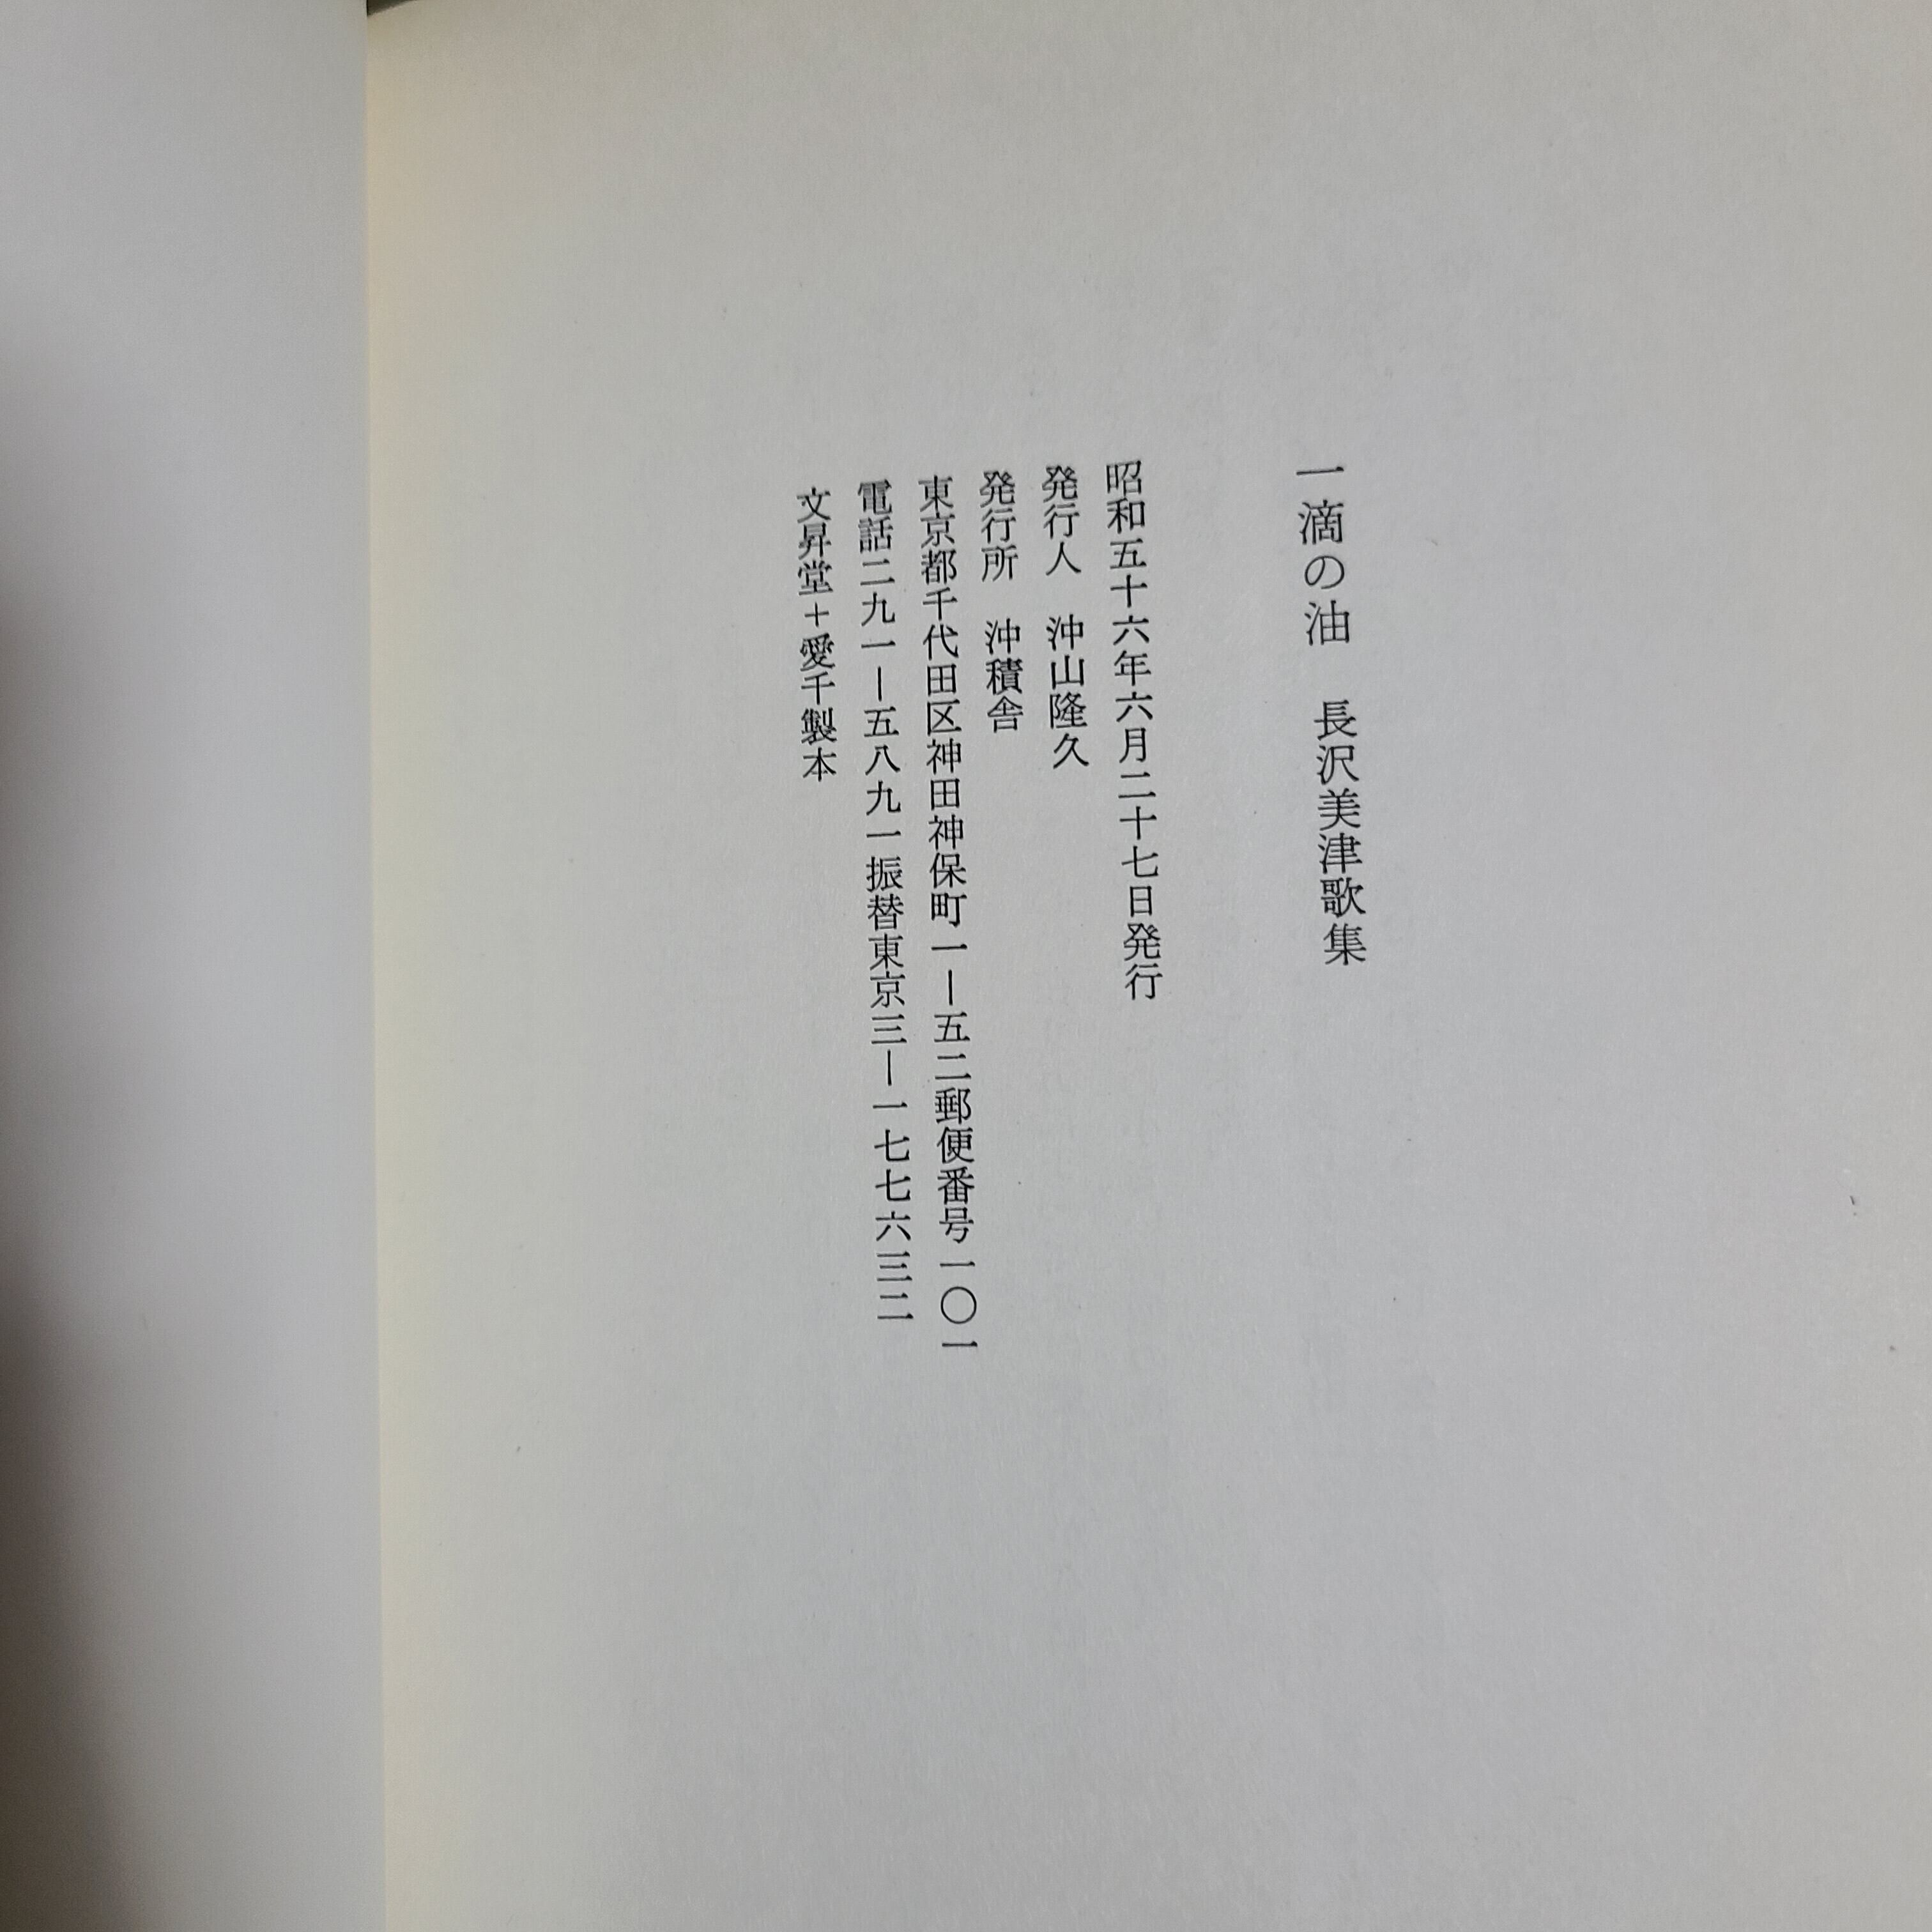 一滴の油　長沢美津歌集
昭和五十六年六月二十七日発行
発行人　沖山隆久
発行所　沖積舎
東京都千代田区神田神保町一ー五二郵便番号一〇一
電話二九一ー五八九一振替東京三ー一七七六三二
文昇堂＋愛千製本